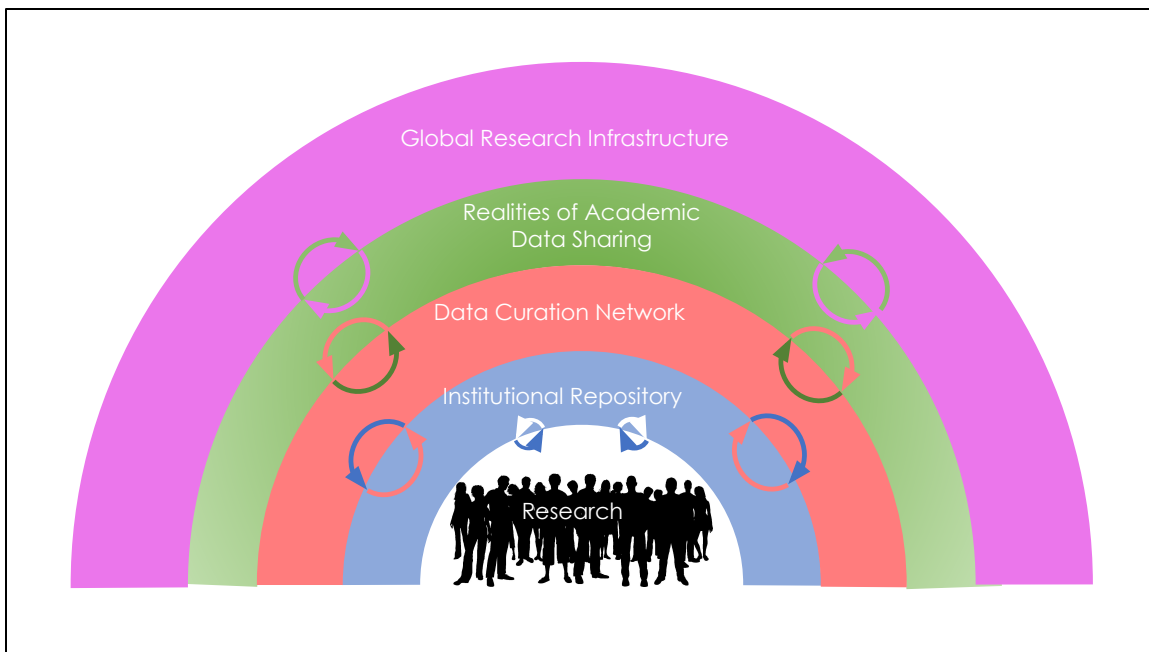 Global Research Infrastructure
Realities of Academic
Data Sharing
Data Curation Network
Institutional Repository
Research